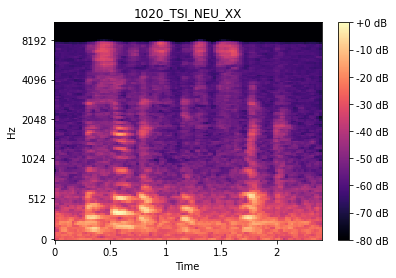 1020_TSI_NEU_XX
8192
4096
2048
1024
512
0
Hz
0
0.5
1
1.5
2
Time
+0 dB
-10 dB
-20 dB
-30 dB
-40 dB
-50 dB
-60 dB
-70 dB
-80 dB